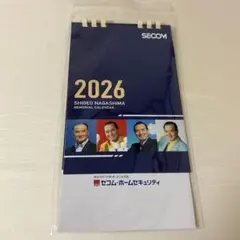 SECOM
2026
SHIGEO NAGASHIMA
MEMORIAL CALENDAR
セコム・ホームセキュリティ